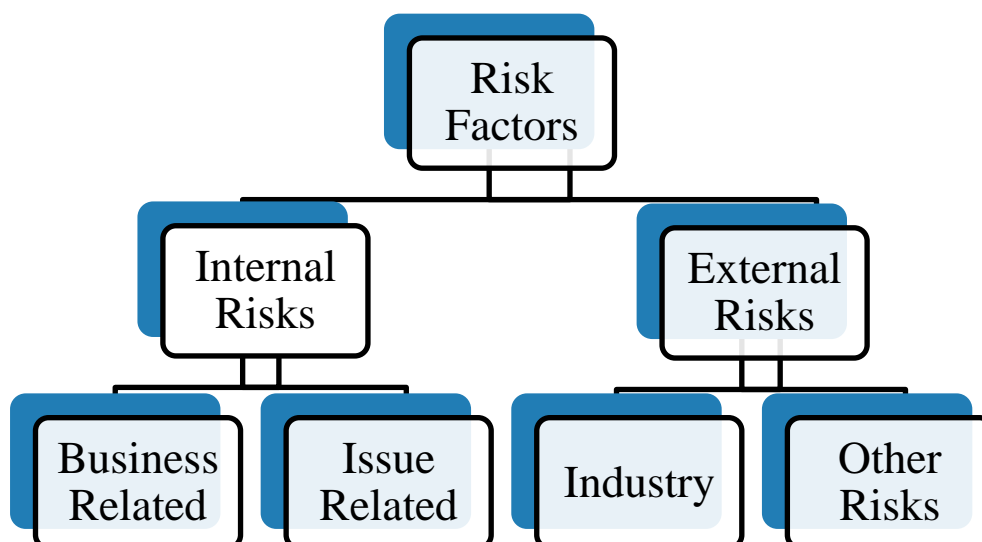 Risk
Factors
Internal
Risks
External
Risks
Business
Related
Issue
Related
Industry
Other
Risks